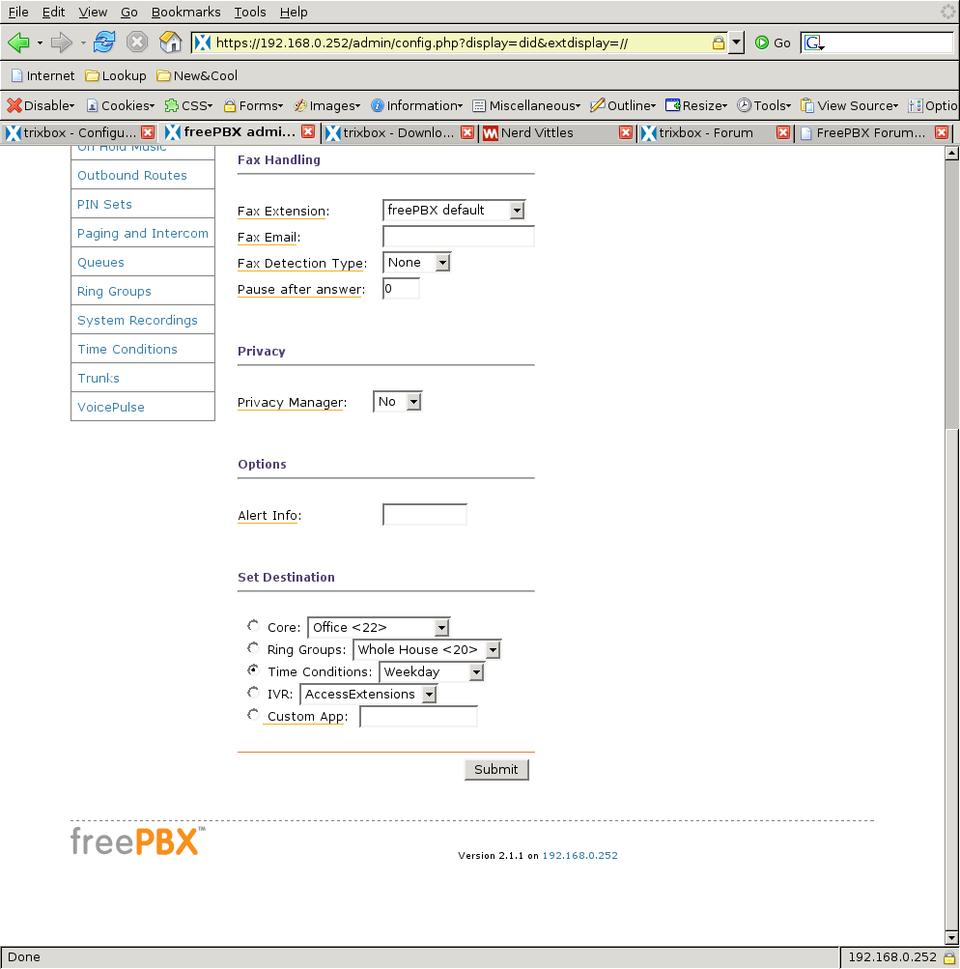 File Edit View Go Bookmarks Tools Help
https://192.168.0.252/admin/config.php?display=did&extdisplay=// Go G
Internet Lookup New&Cool
Disable Cookies CSS Forms Images Information Miscellaneous Outline Resize Tools View Source Optio
trixbox - Configu... freePBX admi... trixbox - Downlo... Nerd Vittles trixbox - Forum FreePBX Forum...
On Hold Music
Outbound Routes
PIN Sets
Paging and Intercom
Queues
Ring Groups
System Recordings
Time Conditions
Trunks
VoicePulse
Fax Handling
Fax Extension: freePBX default
Fax Email:
Fax Detection Type: None
Pause after answer: 0
Privacy
Privacy Manager: No
Options
Alert Info:
Set Destination
Core: Office <22>
Ring Groups: Whole House <20>
Time Conditions: Weekday
IVR: AccessExtensions
Custom App:
Submit
freePBX™
Version 2.1.1 on 192.168.0.252
Done 192.168.0.252